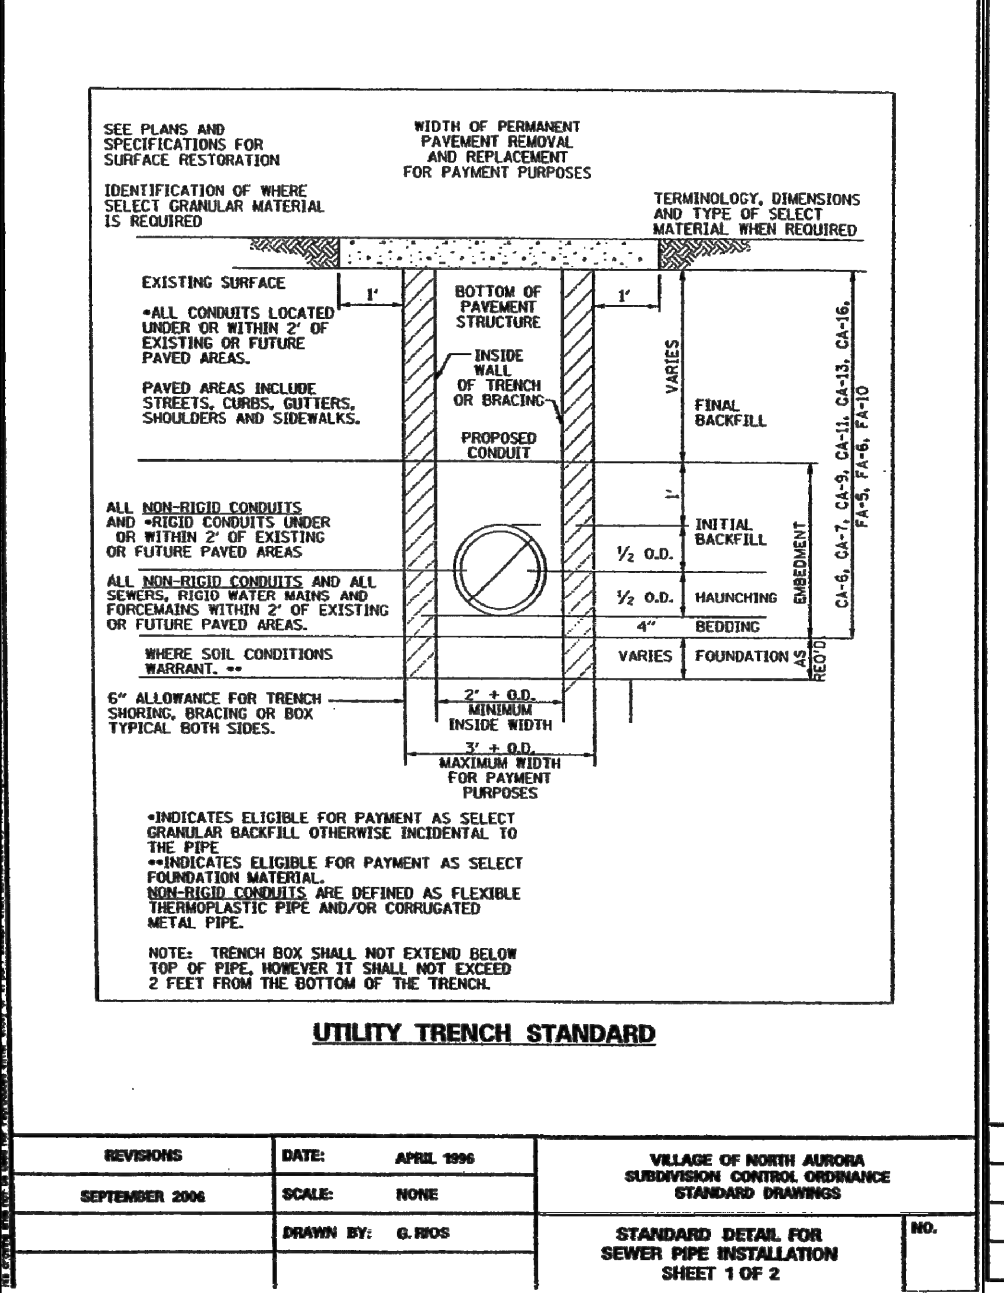 SEE PLANS AND
SPECIFICATIONS FOR
SURFACE RESTORATION
WIDTH OF PERMANENT
PAVEMENT REMOVAL
AND REPLACEMENT
FOR PAYMENT PURPOSES
IDENTIFICATION OF WHERE
SELECT GRANULAR MATERIAL
IS REQUIRED
TERMINOLOGY, DIMENSIONS
AND TYPE OF SELECT
MATERIAL WHEN REQUIRED
EXISTING SURFACE
•ALL CONDUITS LOCATED
UNDER OR WITHIN 2' OF
EXISTING OR FUTURE
PAVED AREAS.
PAVED AREAS INCLUDE
STREETS, CURBS, GUTTERS,
SHOULDERS AND SIDEWALKS.
1'
BOTTOM OF
PAVEMENT
STRUCTURE
1'
INSIDE
WALL
OF TRENCH
OR BRACING
PROPOSED
CONDUIT
VARIES
FINAL
BACKFILL
CA-6, CA-7, CA-9, CA-11, CA-13, CA-16,
FA-5, FA-6, FA-10
ALL NON-RIGID CONDUITS
AND •RIGID CONDUITS UNDER
OR WITHIN 2' OF EXISTING
OR FUTURE PAVED AREAS
1'
INITIAL
BACKFILL
1/2 O.D.
EMBEDMENT
ALL NON-RIGID CONDUITS AND ALL
SEWERS, RIGID WATER MAINS AND
FORCEMAINS WITHIN 2' OF EXISTING
OR FUTURE PAVED AREAS.
1/2 O.D.
HAUNCHING
4"
BEDDING
WHERE SOIL CONDITIONS
WARRANT. ••
VARIES
FOUNDATION
AS
REQ'D.
6" ALLOWANCE FOR TRENCH
SHORING, BRACING OR BOX
TYPICAL BOTH SIDES.
2' + O.D.
MINIMUM
INSIDE WIDTH
3' + O.D.
MAXIMUM WIDTH
FOR PAYMENT
PURPOSES
•INDICATES ELIGIBLE FOR PAYMENT AS SELECT
GRANULAR BACKFILL OTHERWISE INCIDENTAL TO
THE PIPE
••INDICATES ELIGIBLE FOR PAYMENT AS SELECT
FOUNDATION MATERIAL.
NON-RIGID CONDUITS ARE DEFINED AS FLEXIBLE
THERMOPLASTIC PIPE AND/OR CORRUGATED
METAL PIPE.
NOTE: TRENCH BOX SHALL NOT EXTEND BELOW
TOP OF PIPE, HOWEVER IT SHALL NOT EXCEED
2 FEET FROM THE BOTTOM OF THE TRENCH.
UTILITY TRENCH STANDARD
REVISIONS
SEPTEMBER 2006
DATE: APRIL 1996
SCALE: NONE
DRAWN BY: G. RIOS
VILLAGE OF NORTH AURORA
SUBDIVISION CONTROL ORDINANCE
STANDARD DRAWINGS
STANDARD DETAIL FOR
SEWER PIPE INSTALLATION
SHEET 1 OF 2
NO.